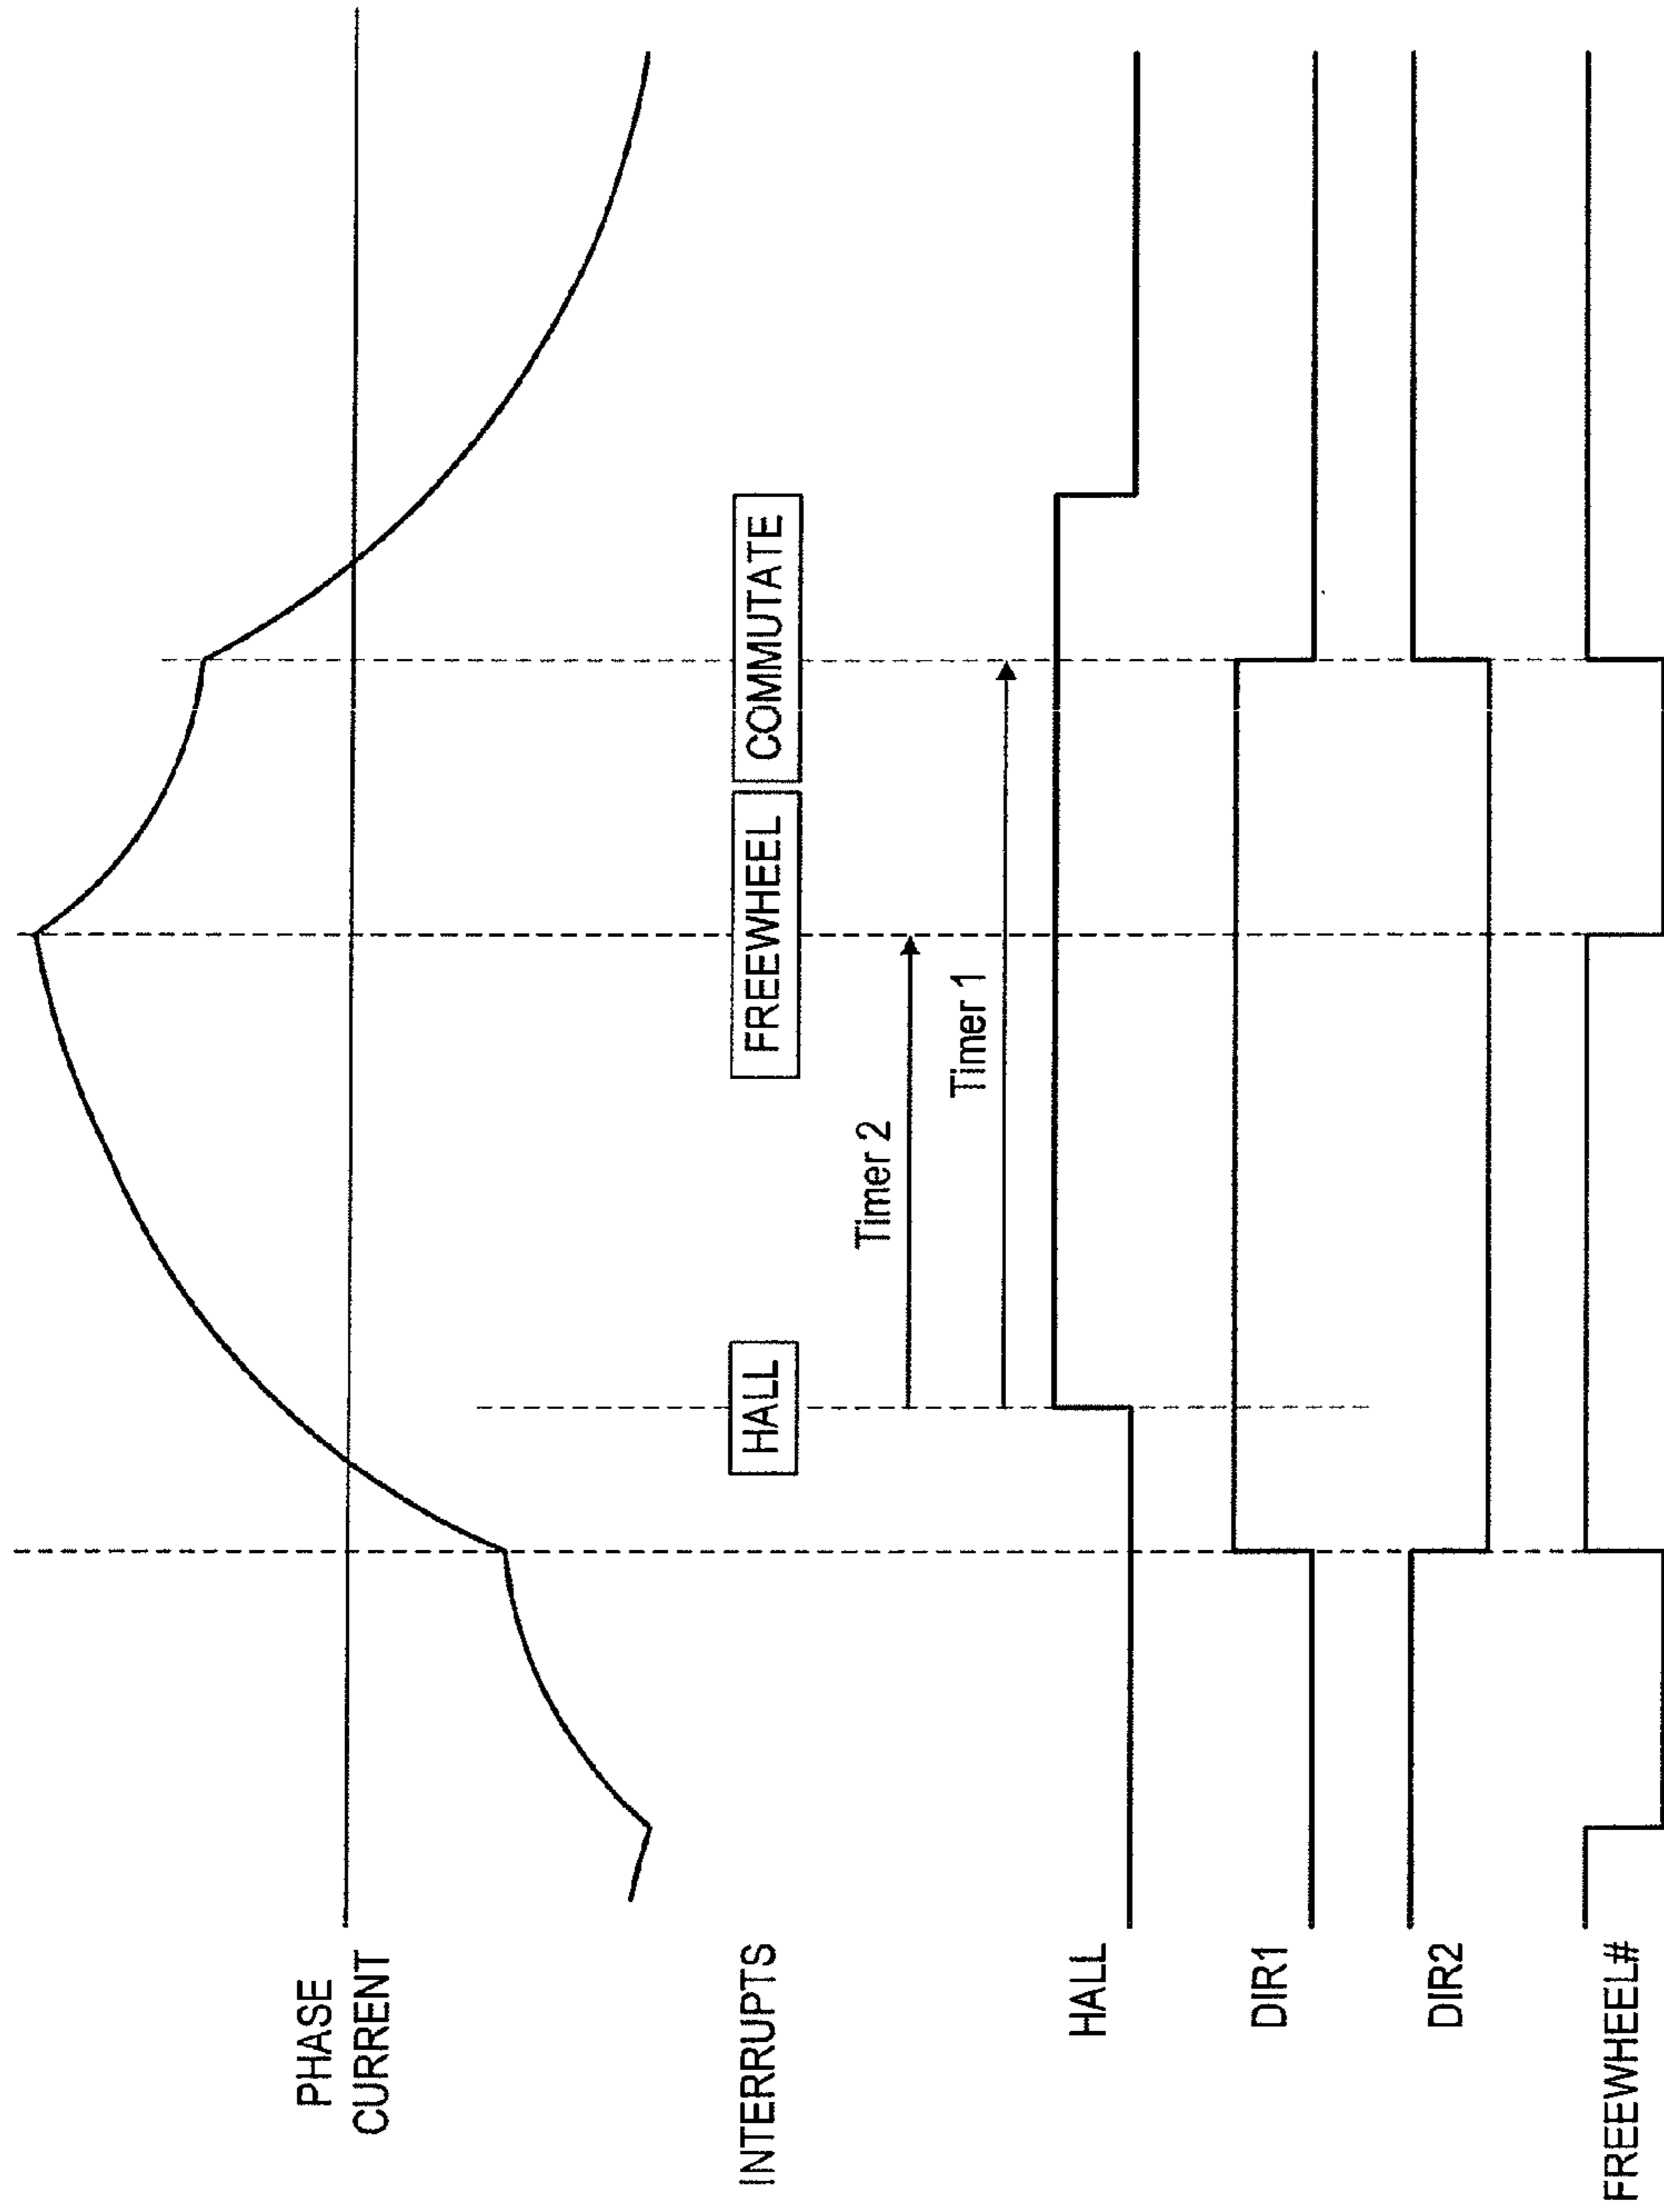 PHASE
CURRENT
INTERRUPTS
HALL
FREEWHEEL
COMMUTATE
Timer 2
Timer 1
HALL
DIR1
DIR2
FREEWHEEL#